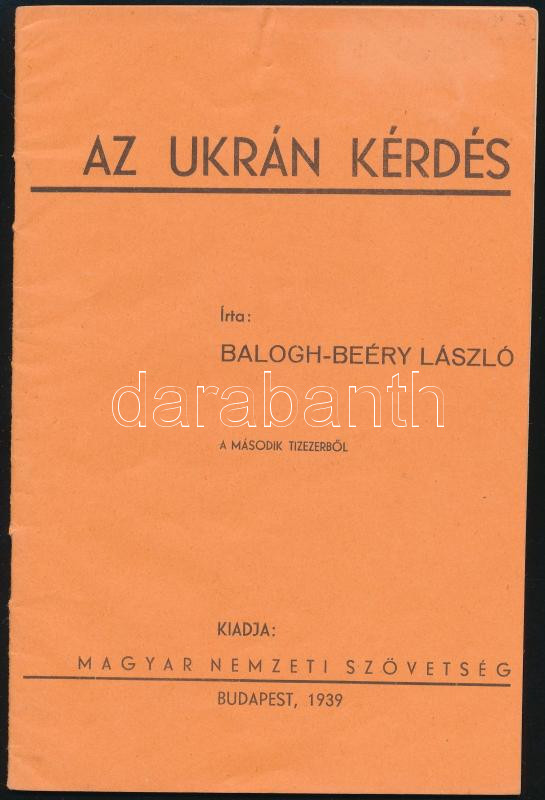 AZ UKRÁN KÉRDÉS
Írta:
BALOGH-BEÉRY LÁSZLÓ
darabanth
A MÁSODIK TIZEZERBŐL
KIADJA:
MAGYAR NEMZETI SZÖVETSÉG
BUDAPEST, 1939